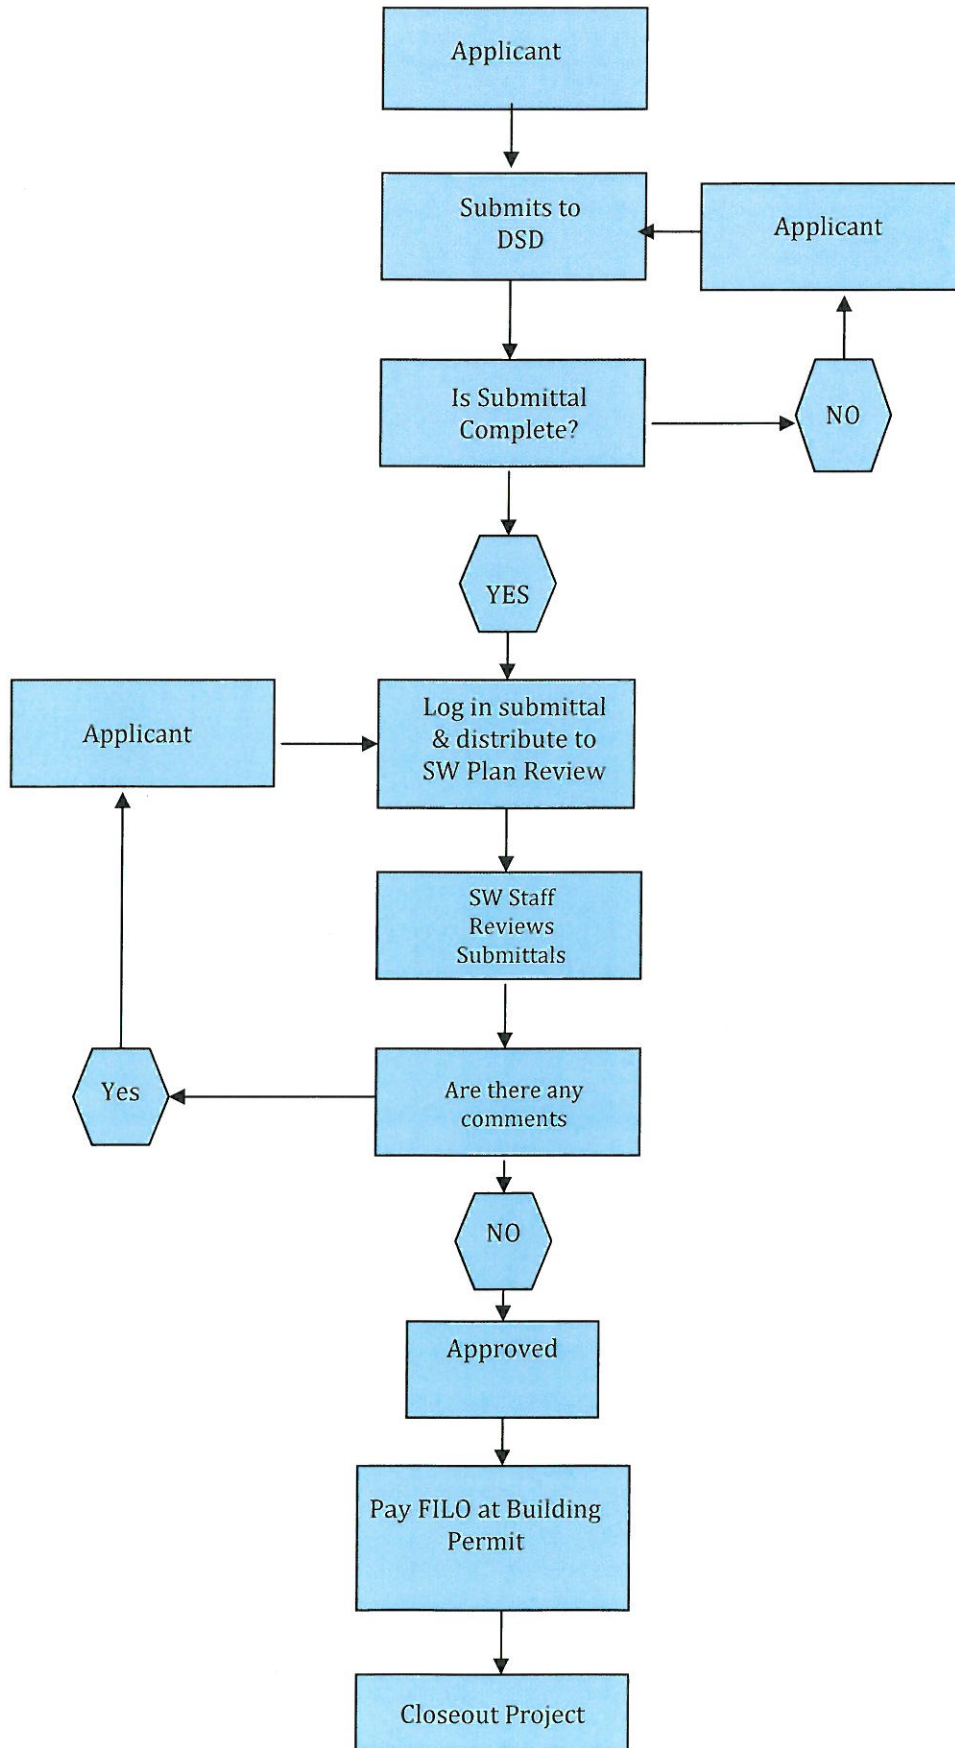 Applicant
Submits to
DSD
Applicant
Is Submittal
Complete?
NO
YES
Applicant
Log in submittal
& distribute to
SW Plan Review
SW Staff
Reviews
Submittals
Yes
Are there any
comments
NO
Approved
Pay FILO at Building
Permit
Closeout Project